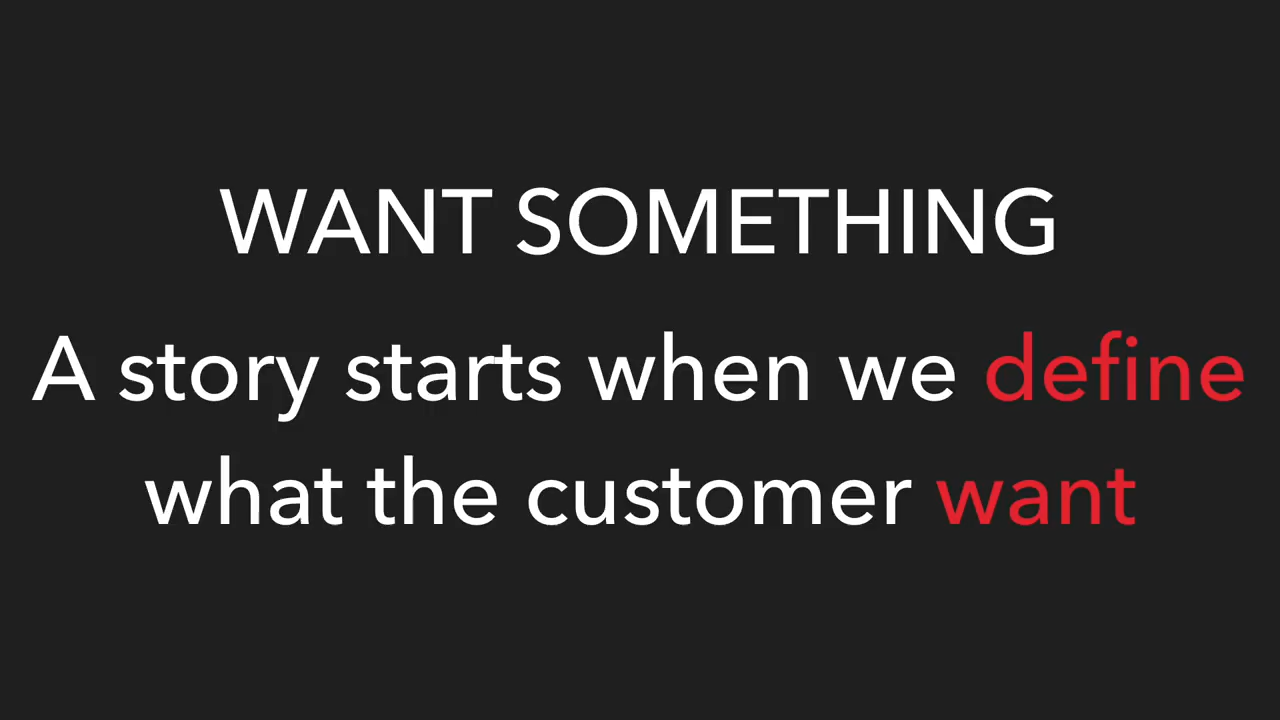 WANT SOMETHING
A story starts when we define
what the customer want